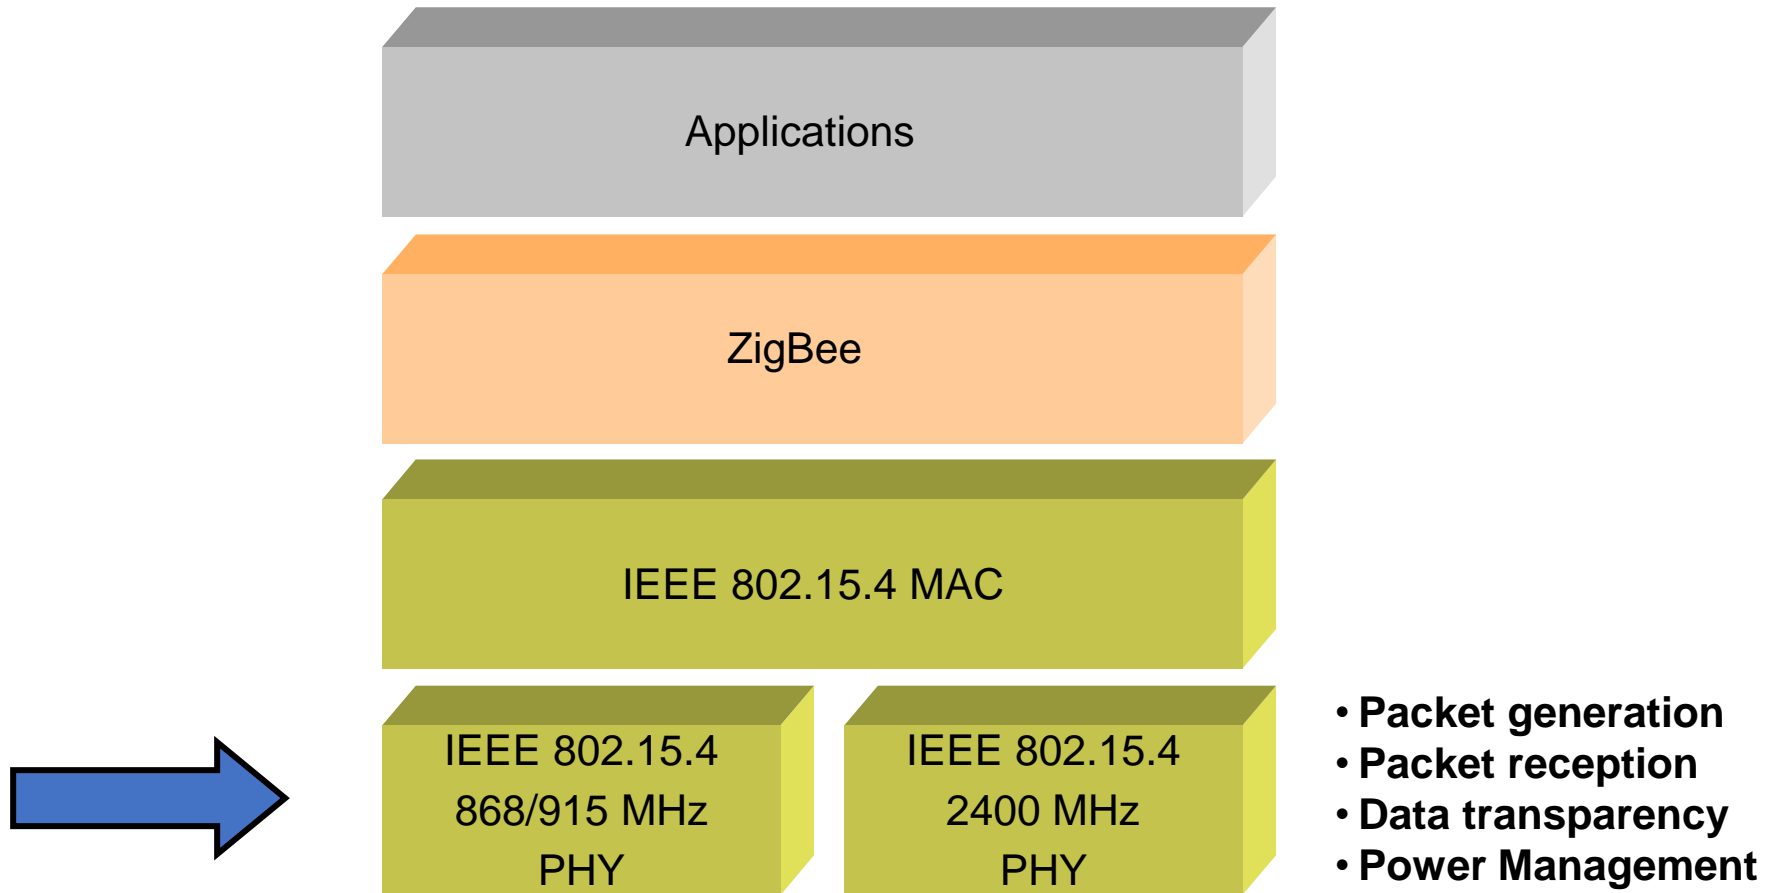 Applications
ZigBee
IEEE 802.15.4 MAC
IEEE 802.15.4
868/915 MHz
PHY
IEEE 802.15.4
2400 MHz
PHY
• Packet generation
• Packet reception
• Data transparency
• Power Management